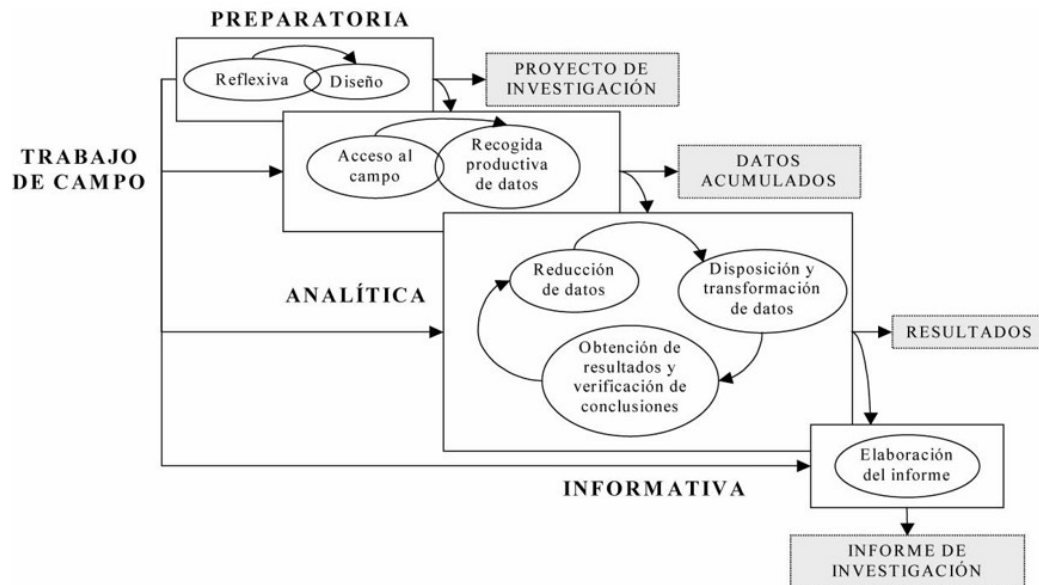 PREPARATORIA
Reflexiva
Diseño
PROYECTO DE
INVESTIGACIÓN
TRABAJO
DE CAMPO
Acceso al
campo
Recogida
productiva
de datos
DATOS
ACUMULADOS
ANALÍTICA
Reducción
de datos
Disposición y
transformación
de datos
Obtención de
resultados y
verificación de
conclusiones
RESULTADOS
INFORMATIVA
Elaboración
del informe
INFORME DE
INVESTIGACIÓN